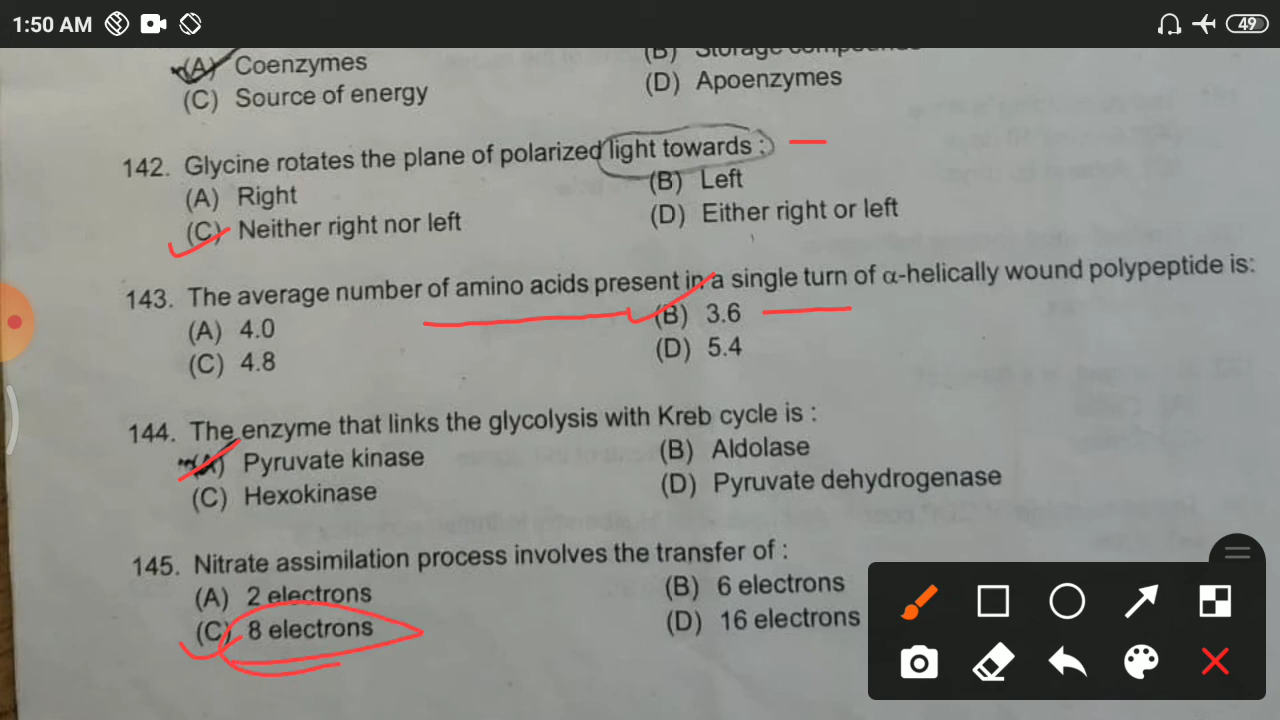 1:50 AM 49
(A) Coenzymes (B) Storage compounds
(C) Source of energy (D) Apoenzymes
142. Glycine rotates the plane of polarized light towards :
(A) Right (B) Left
(C) Neither right nor left (D) Either right or left
143. The average number of amino acids present in a single turn of α-helically wound polypeptide is:
(A) 4.0 (B) 3.6
(C) 4.8 (D) 5.4
144. The enzyme that links the glycolysis with Kreb cycle is :
(A) Pyruvate kinase (B) Aldolase
(C) Hexokinase (D) Pyruvate dehydrogenase
145. Nitrate assimilation process involves the transfer of :
(A) 2 electrons (B) 6 electrons
(C) 8 electrons (D) 16 electrons